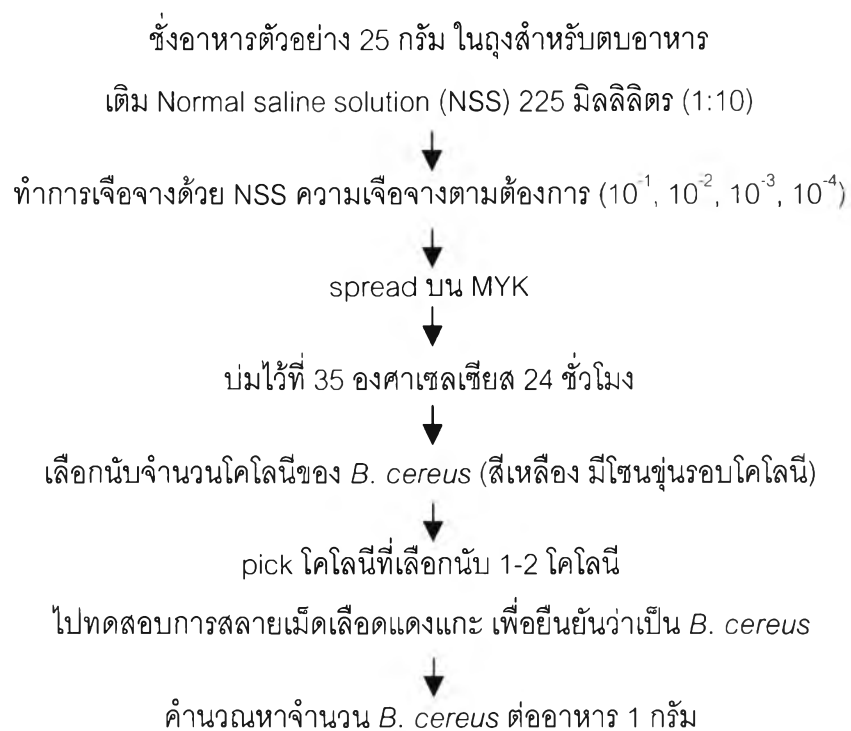 ชั่งอาหารตัวอย่าง 25 กรัม ในถุงสำหรับตบอาหาร
เติม Normal saline solution (NSS) 225 มิลลิลิตร (1:10)
ทำการเจือจางด้วย NSS ความเจือจางตามต้องการ (10⁻¹, 10⁻², 10⁻³, 10⁻⁴)
spread บน MYK
บ่มไว้ที่ 35 องศาเซลเซียส 24 ชั่วโมง
เลือกนับจำนวนโคโลนีของ B. cereus (สีเหลือง มีโซนขุ่นรอบโคโลนี)
pick โคโลนีที่เลือกนับ 1-2 โคโลนี
ไปทดสอบการสลายเม็ดเลือดแดงแกะ เพื่อยืนยันว่าเป็น B. cereus
คำนวณหาจำนวน B. cereus ต่ออาหาร 1 กรัม